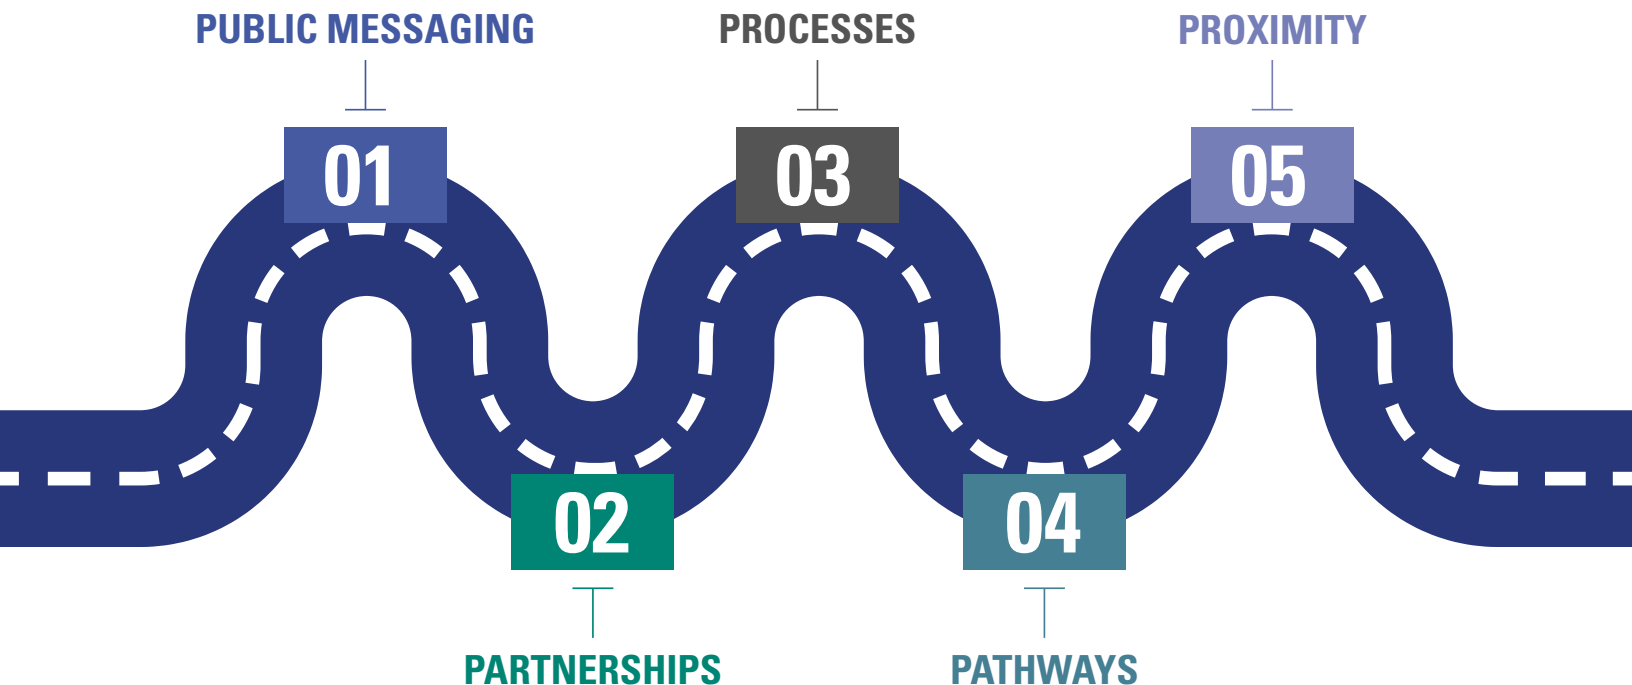 PUBLIC MESSAGING
01
02
PARTNERSHIPS
PROCESSES
03
04
PATHWAYS
PROXIMITY
05